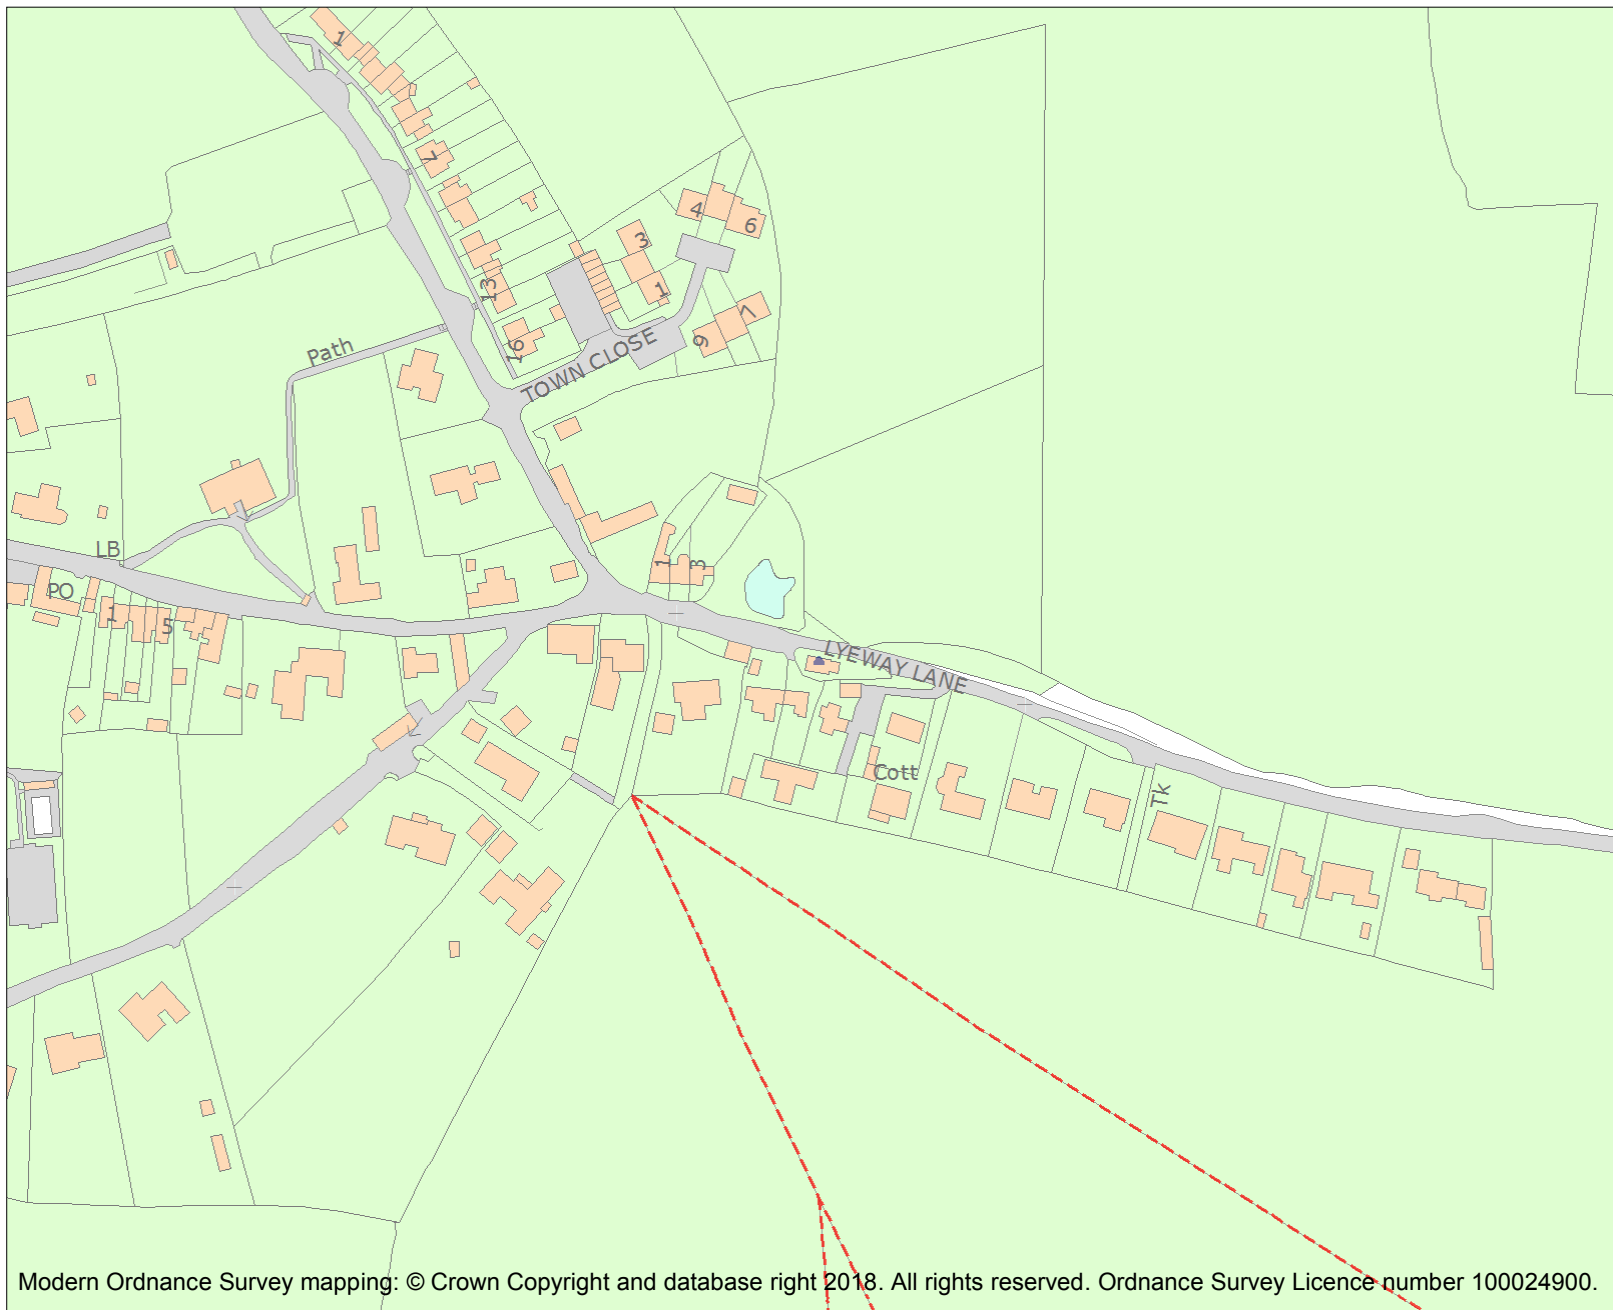 1
7
4
6
3
1
13
7
9
16
TOWN CLOSE
Path
LB
PO
1
5
1
3
LYEWAY LANE
Cott
Tk
Modern Ordnance Survey mapping: © Crown Copyright and database right 2018. All rights reserved. Ordnance Survey Licence number 100024900.